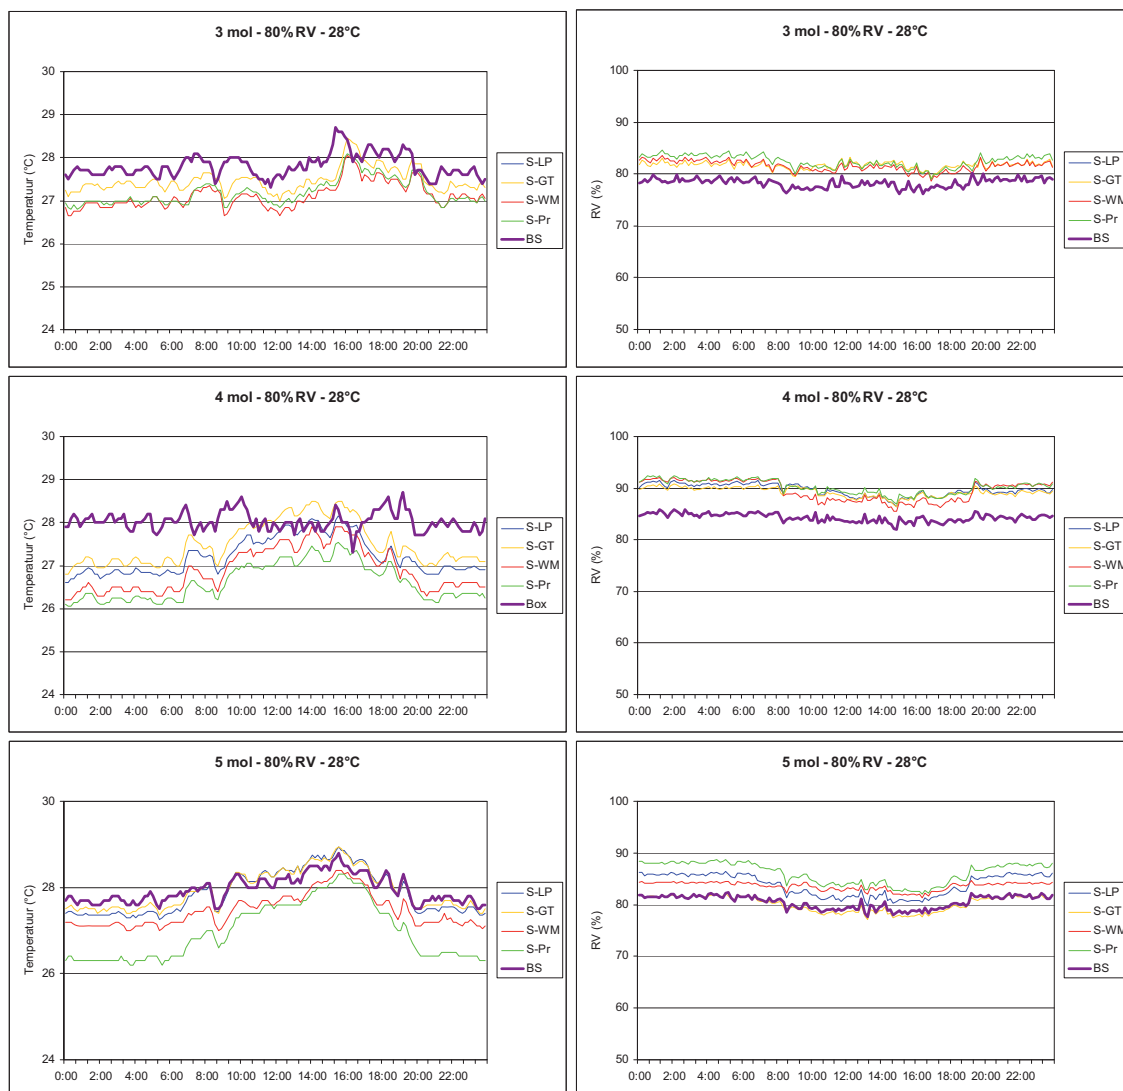 3 mol - 80% RV - 28°C
30
29
28
27
26
25
24
Temperatuur (°C)
0:00 2:00 4:00 6:00 8:00 10:00 12:00 14:00 16:00 18:00 20:00 22:00
S-LP
S-GT
S-WM
S-Pr
BS
3 mol - 80% RV - 28°C
100
90
80
70
60
50
RV (%)
0:00 2:00 4:00 6:00 8:00 10:00 12:00 14:00 16:00 18:00 20:00 22:00
S-LP
S-GT
S-WM
S-Pr
BS
4 mol - 80% RV - 28°C
30
29
28
27
26
25
24
Temperatuur (°C)
0:00 2:00 4:00 6:00 8:00 10:00 12:00 14:00 16:00 18:00 20:00 22:00
S-LP
S-GT
S-WM
S-Pr
Box
4 mol - 80% RV - 28°C
100
90
80
70
60
50
RV (%)
0:00 2:00 4:00 6:00 8:00 10:00 12:00 14:00 16:00 18:00 20:00 22:00
S-LP
S-GT
S-WM
S-Pr
BS
5 mol - 80% RV - 28°C
30
29
28
27
26
25
24
Temperatuur (°C)
0:00 2:00 4:00 6:00 8:00 10:00 12:00 14:00 16:00 18:00 20:00 22:00
S-LP
S-GT
S-WM
S-Pr
BS
5 mol - 80% RV - 28°C
100
90
80
70
60
50
RV (%)
0:00 2:00 4:00 6:00 8:00 10:00 12:00 14:00 16:00 18:00 20:00 22:00
S-LP
S-GT
S-WM
S-Pr
BS